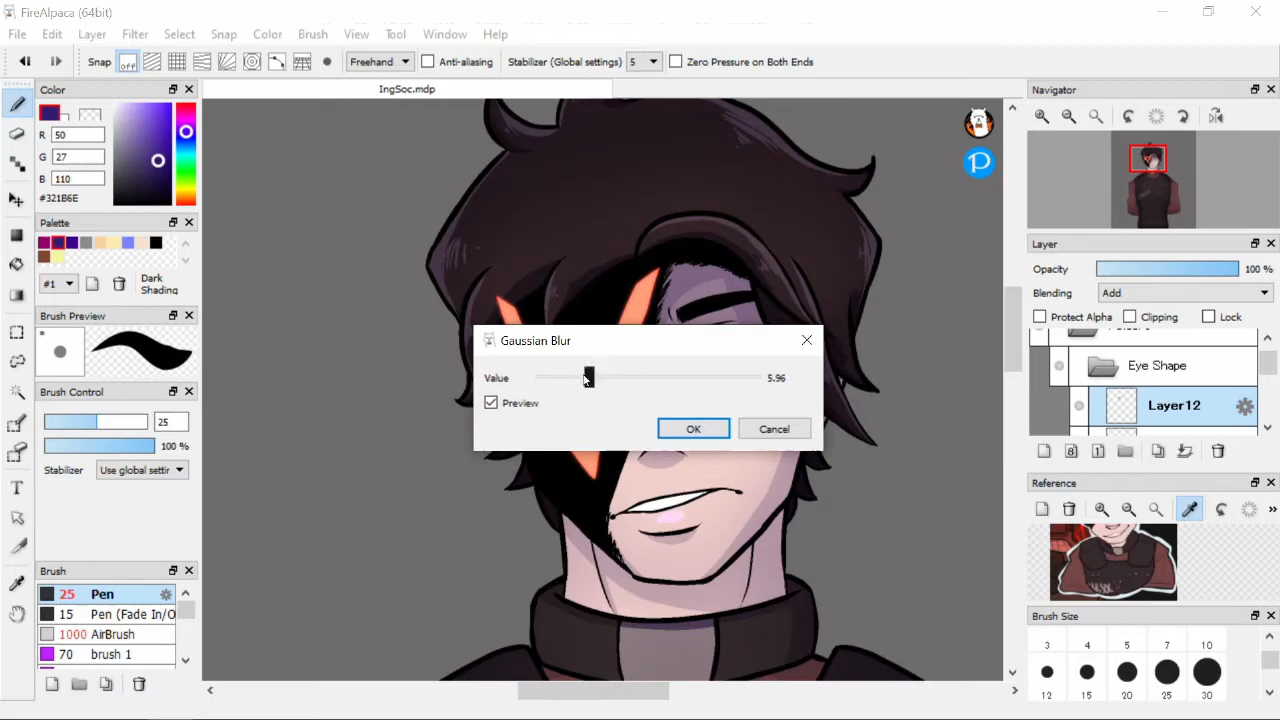 FireAlpaca (64bit)
File Edit Layer Filter Select Snap Color Brush View Tool Window Help
Snap off Freehand Anti-aliasing Stabilizer (Global settings) 5 Zero Pressure on Both Ends
Color
IngSoc.mdp
Navigator
R 50
G 27
B 110
#321B6E
Palette
#1 Dark
Shading
Brush Preview
*
Brush Control
25
100 %
Stabilizer Use global settir
Brush
25 Pen
15 Pen (Fade In/O
1000 AirBrush
70 brush 1
Gaussian Blur
Value 5.96
Preview
OK Cancel
Layer
Opacity 100 %
Blending Add
Protect Alpha Clipping Lock
Eye Shape
8 1
Layer12
Reference
Brush Size
3 4 5 7 10
12 15 20 25 30
T
P